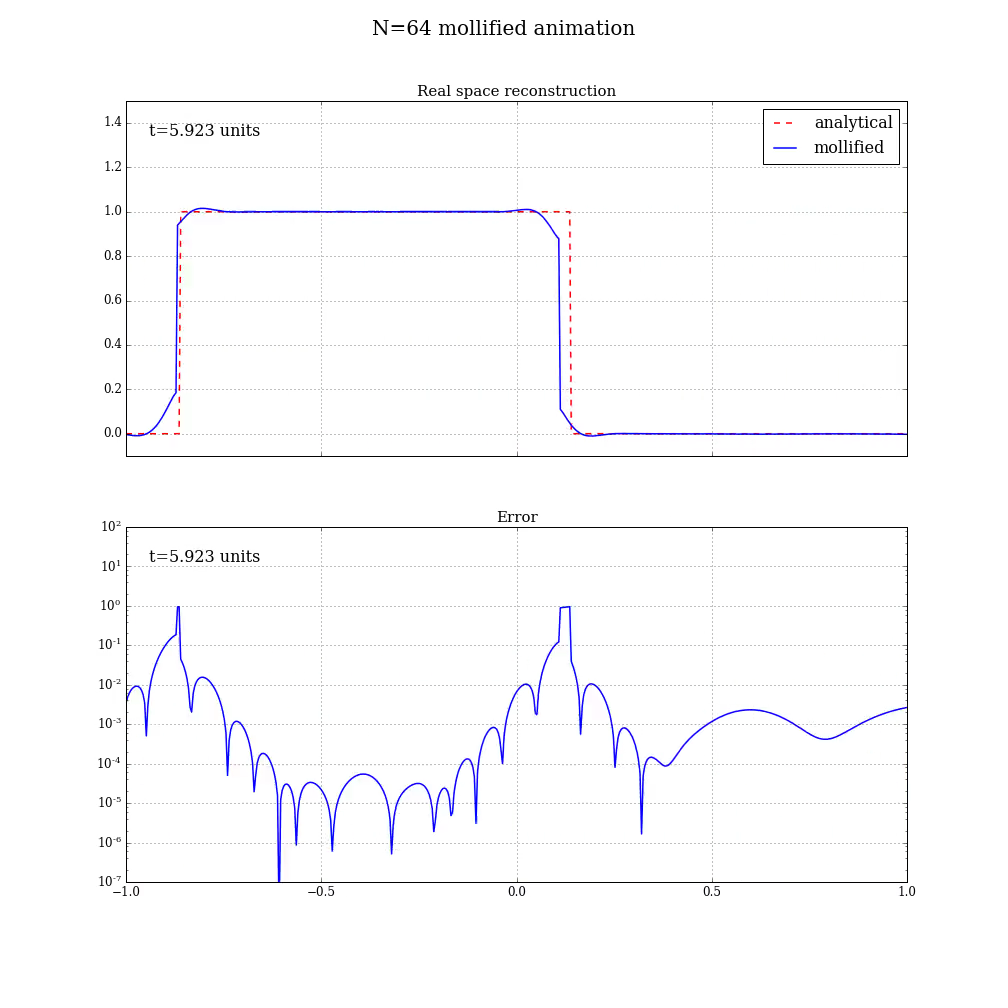 N=64 mollified animation
Real space reconstruction
t=5.923 units
analytical
mollified
1.4
1.2
1.0
0.8
0.6
0.4
0.2
0.0
Error
t=5.923 units
10²
10¹
10⁰
10⁻¹
10⁻²
10⁻³
10⁻⁴
10⁻⁵
10⁻⁶
10⁻⁷
−1.0 −0.5 0.0 0.5 1.0